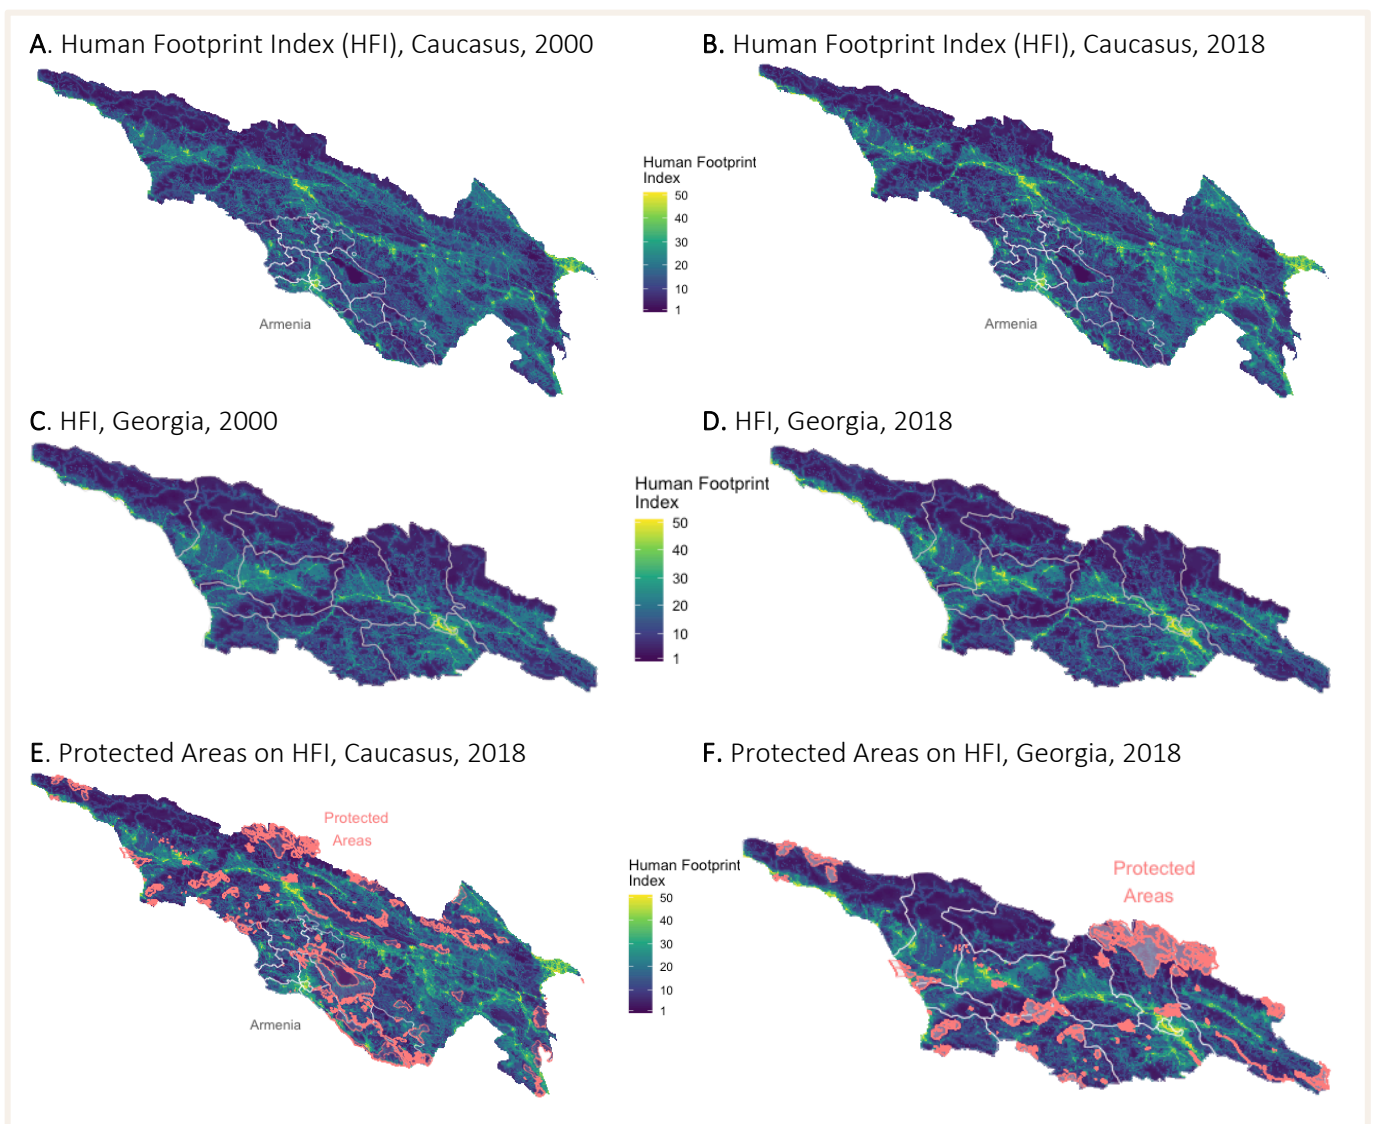 A. Human Footprint Index (HFI), Caucasus, 2000
B. Human Footprint Index (HFI), Caucasus, 2018
Human Footprint
Index
50
40
30
20
10
1
Armenia
Armenia
C. HFI, Georgia, 2000
D. HFI, Georgia, 2018
Human Footprint
Index
50
40
30
20
10
1
E. Protected Areas on HFI, Caucasus, 2018
F. Protected Areas on HFI, Georgia, 2018
Protected
Areas
Human Footprint
Index
50
40
30
20
10
1
Armenia
Protected
Areas